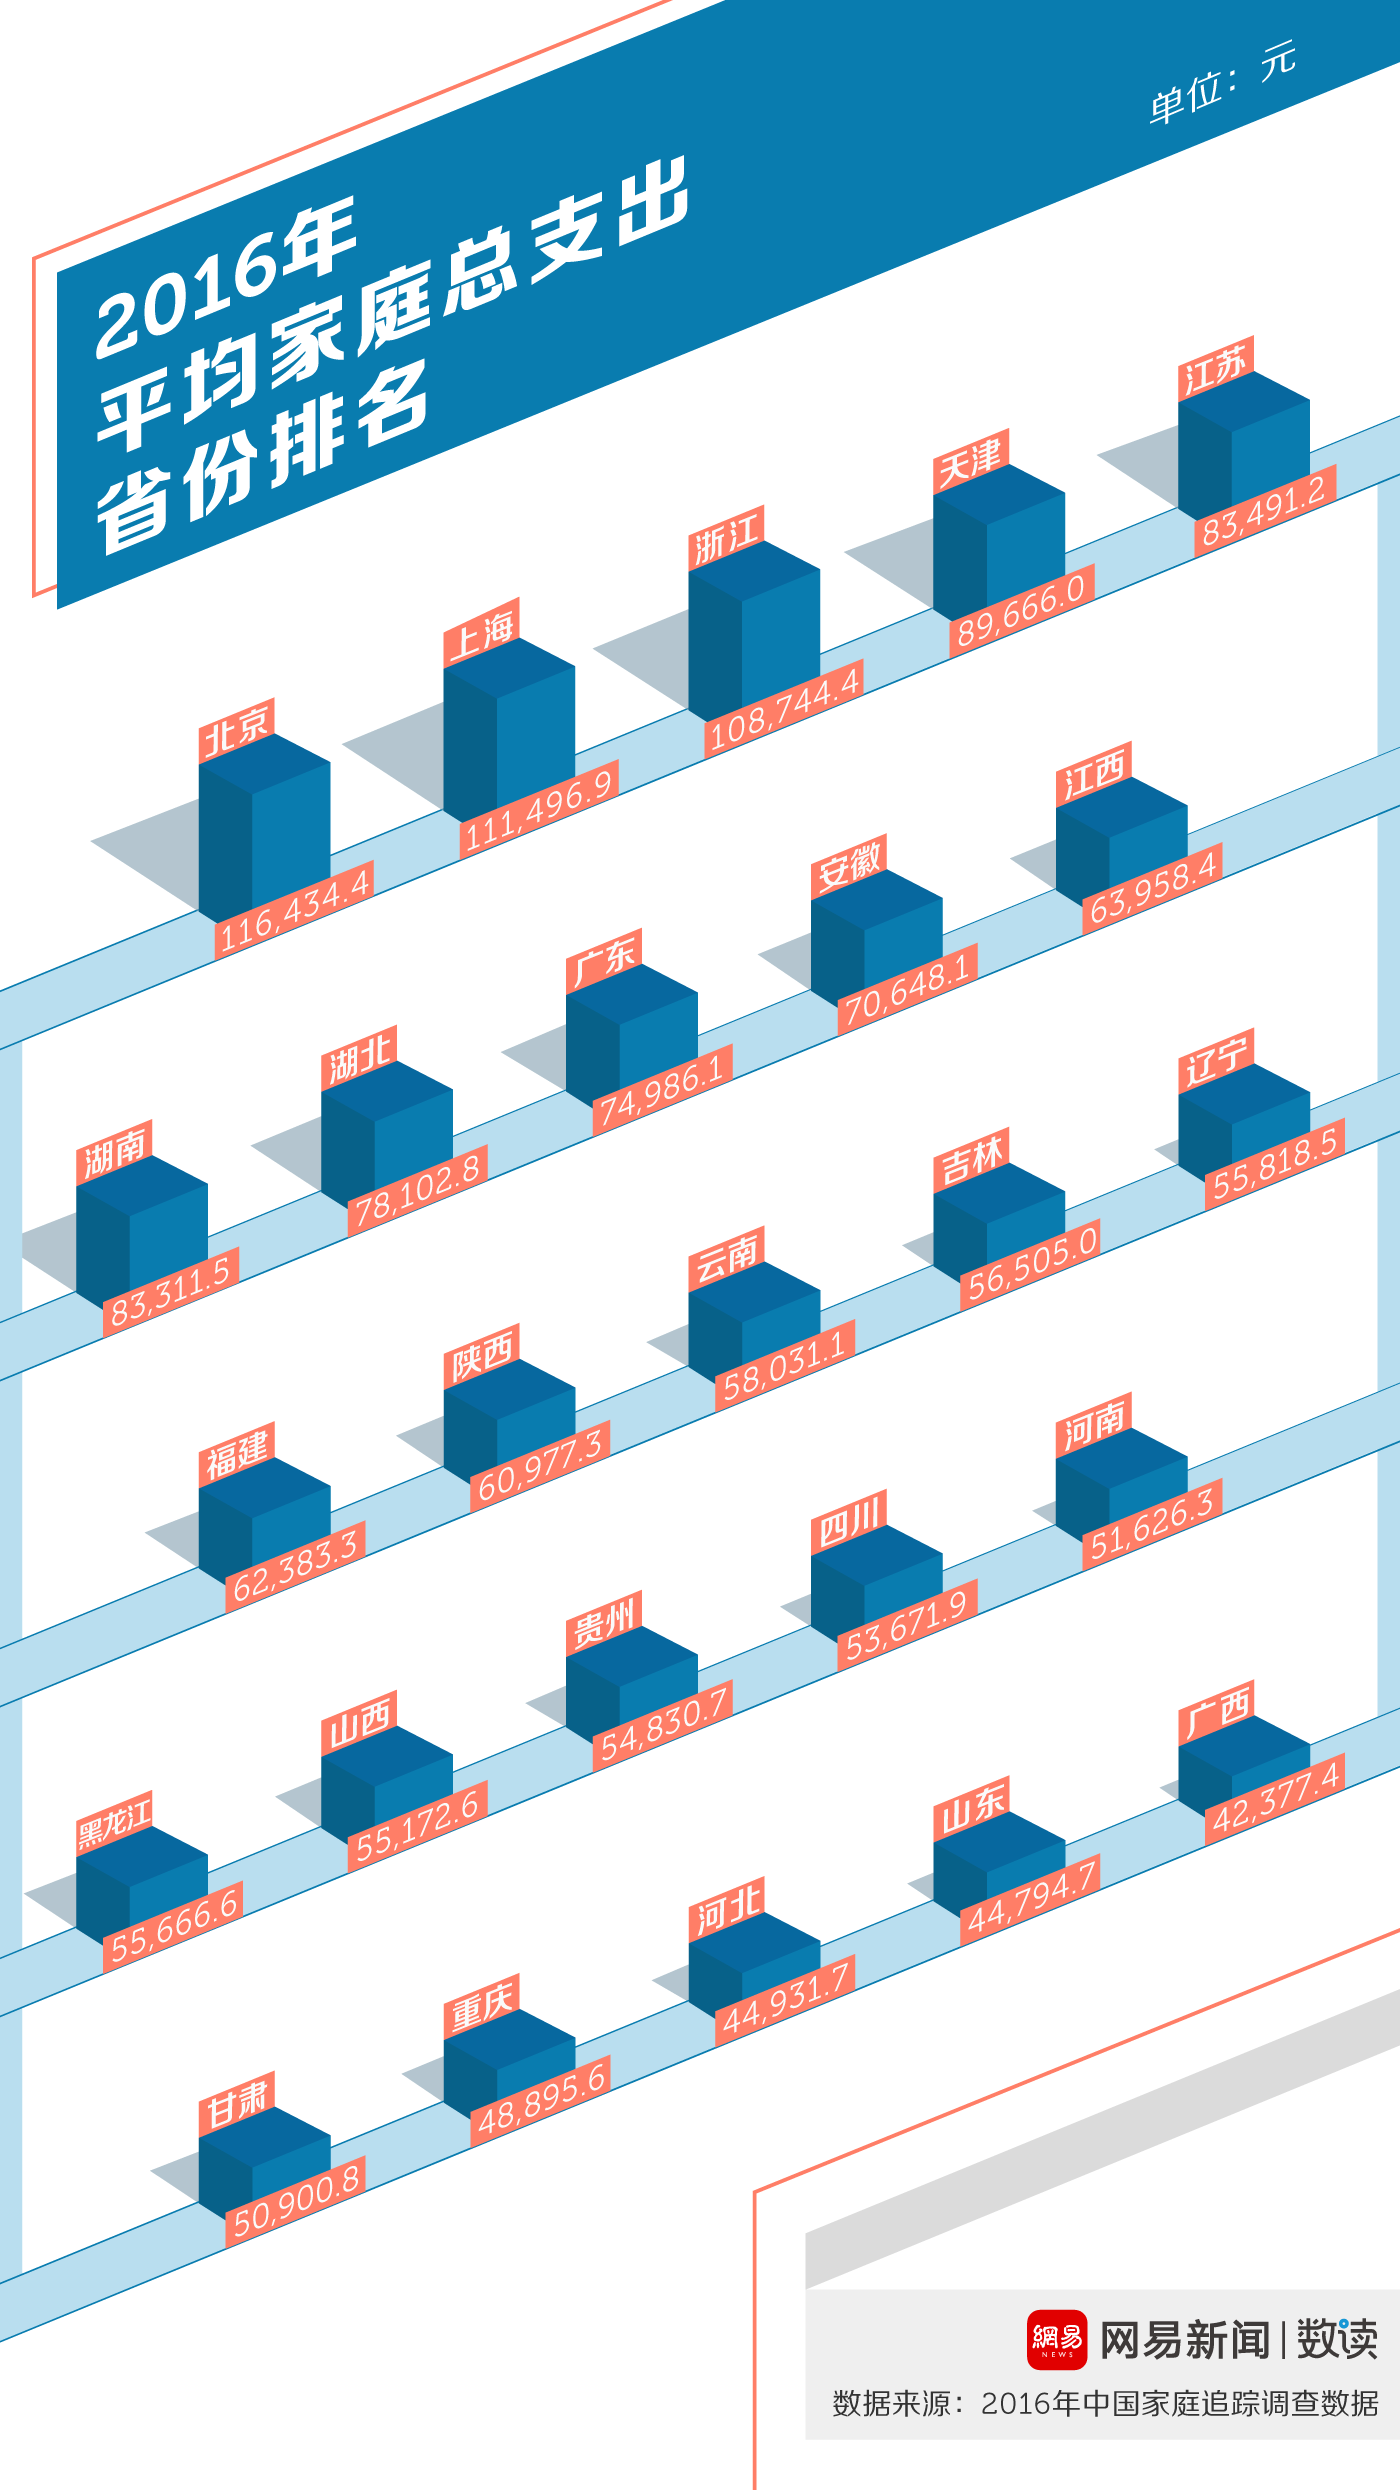 2016年
平均家庭总支出
省份排名
单位：元
北京
116,434.4
上海
111,496.9
浙江
108,744.4
天津
89,666.0
江苏
83,491.2
湖南
83,311.5
湖北
78,102.8
广东
74,986.1
安徽
70,648.1
江西
63,958.4
福建
62,383.3
陕西
60,977.3
云南
58,031.1
吉林
56,505.0
辽宁
55,818.5
黑龙江
55,666.6
山西
55,172.6
贵州
54,830.7
四川
53,671.9
河南
51,626.3
甘肃
50,900.8
重庆
48,895.6
河北
44,931.7
山东
44,794.7
广西
42,377.4
網易
NEWS
网易新闻|数读
数据来源：2016年中国家庭追踪调查数据